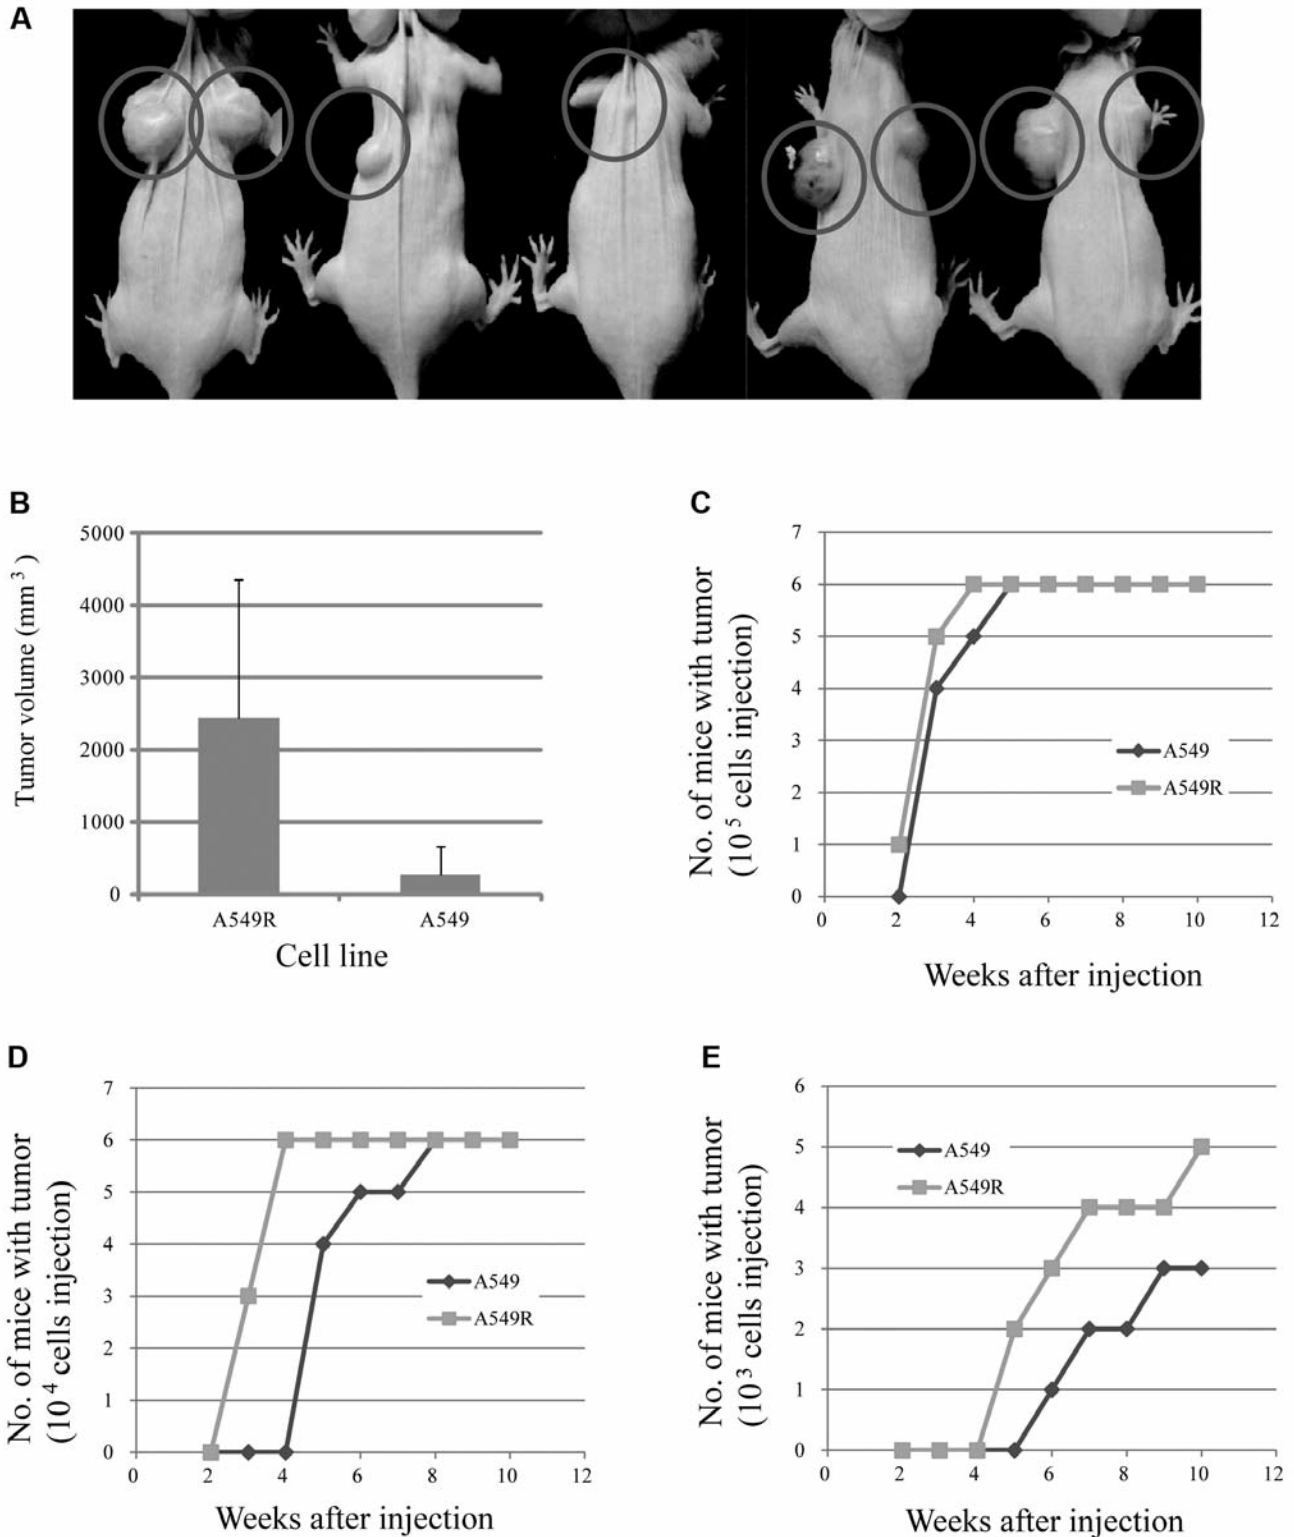 A
B
Tumor volume (mm 3 )
5000
4000
3000
2000
1000
0
A549R A549
Cell line
C
No. of mice with tumor
(10 5 cells injection)
7
6
5
4
3
2
1
0
A549
A549R
0 2 4 6 8 10 12
Weeks after injection
D
No. of mice with tumor
(10 4 cells injection)
7
6
5
4
3
2
1
0
A549
A549R
0 2 4 6 8 10 12
Weeks after injection
E
No. of mice with tumor
(10 3 cells injection)
6
5
4
3
2
1
0
A549
A549R
0 2 4 6 8 10 12
Weeks after injection